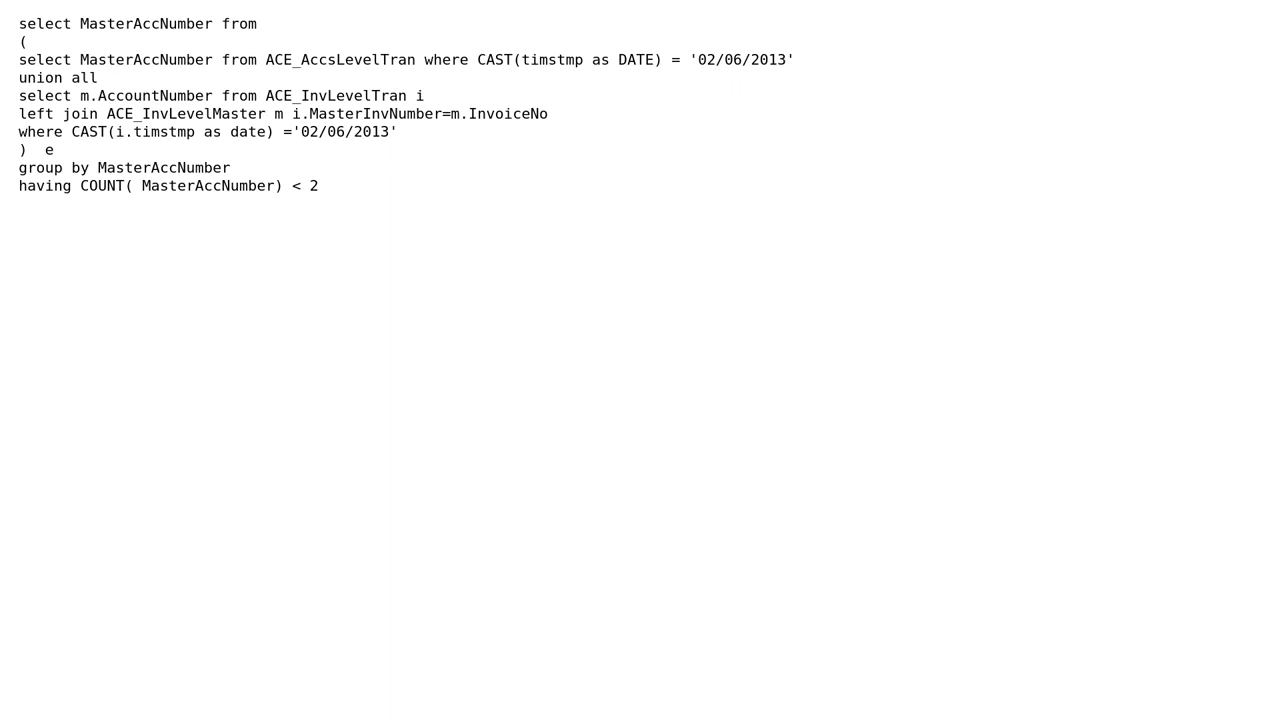 select MasterAccNumber from
(
select MasterAccNumber from ACE_AccsLevelTran where CAST(timstmp as DATE) = '02/06/2013'
union all
select m.AccountNumber from ACE_InvLevelTran i
left join ACE_InvLevelMaster m i.MasterInvNumber=m.InvoiceNo
where CAST(i.timstmp as date) ='02/06/2013'
)  e
group by MasterAccNumber
having COUNT( MasterAccNumber) < 2